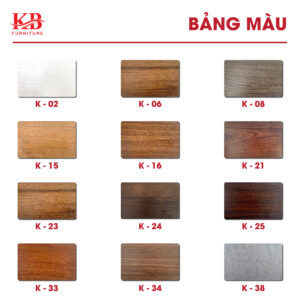 KB
FURNITURE
BẢNG MÀU
K - 02
K - 06
K - 08
K - 15
K - 16
K - 21
K - 23
K - 24
K - 25
K - 33
K - 34
K - 38